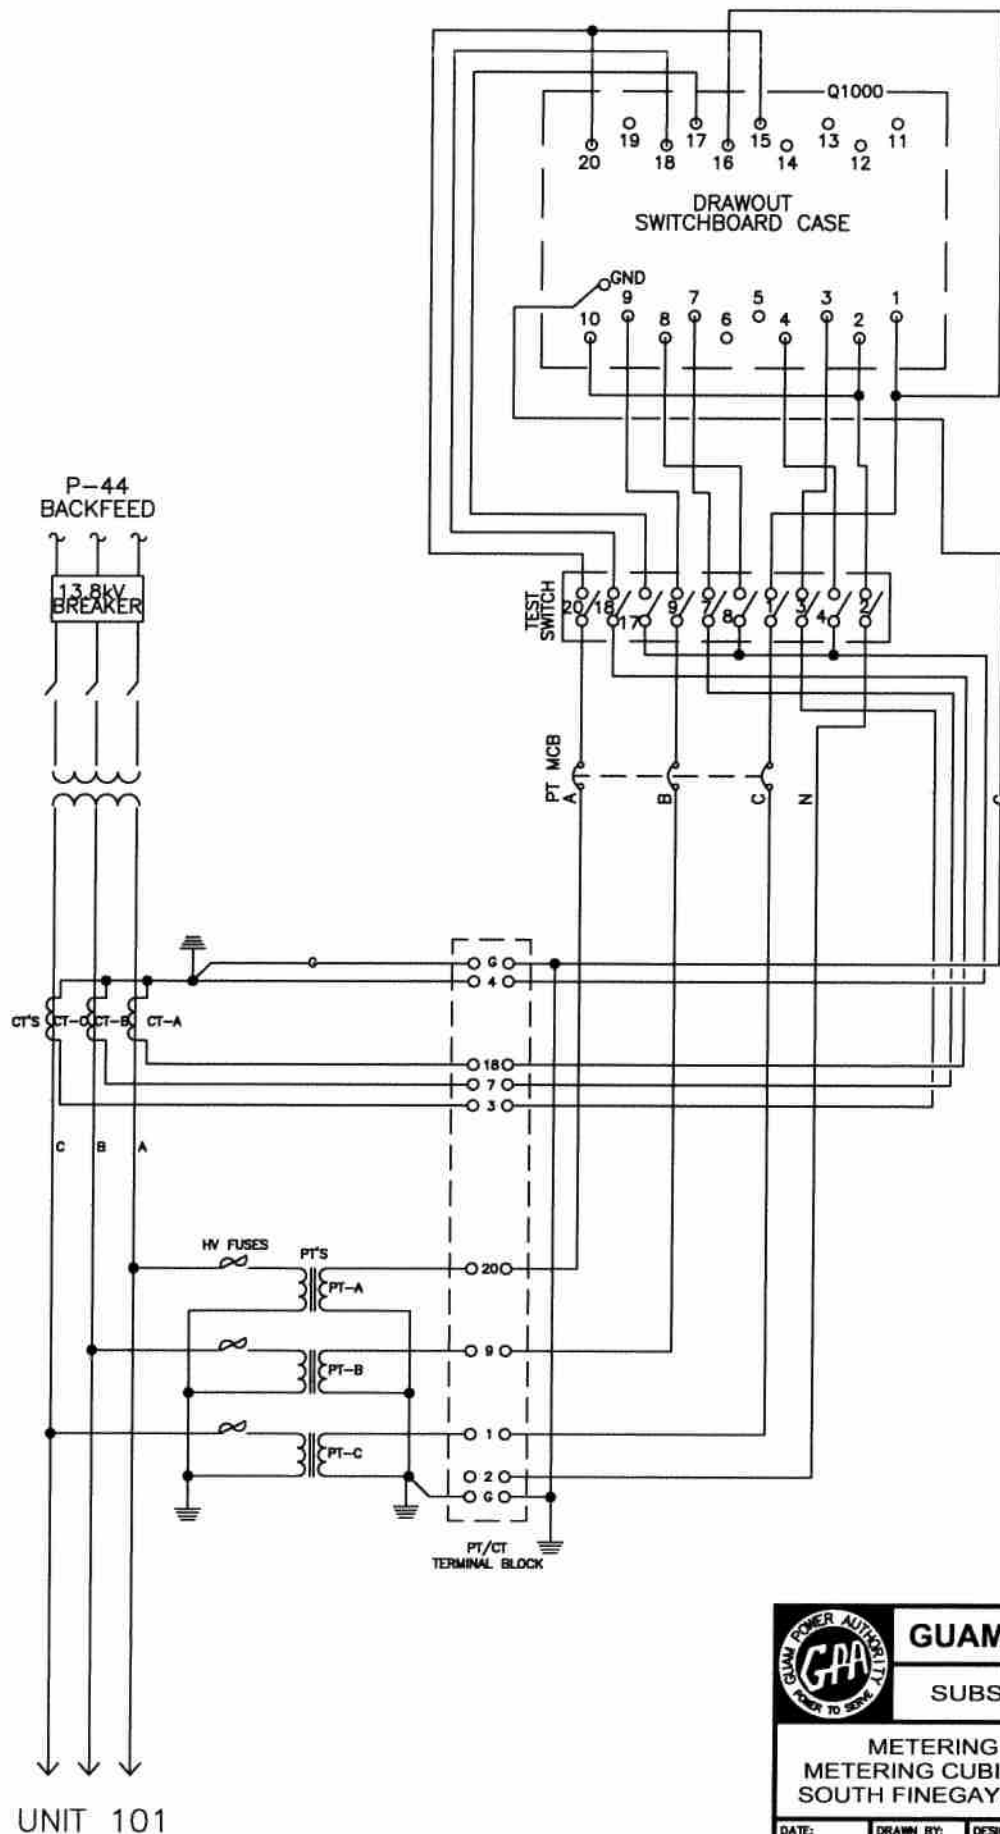 Q1000
20 19 18 17 16 15 14 13 12 11
DRAWOUT
SWITCHBOARD CASE
GND
10 9 8 7 6 5 4 3 2 1
P-44
BACKFEED
13.8kV
BREAKER
TEST
SWITCH
20 18 17 9 7 8 1 3 4 2
PT MCB
A B C N
G G
4
CT'S CT-C CT-B CT-A
18
7
3
C B A
HV FUSES
PT'S
20
PT-A
9
PT-B
1
PT-C
2
G
PT/CT
TERMINAL BLOCK
GUAM POWER AUTHORITY
GPA
POWER TO SERVE
GUAM
SUBS
METERING
METERING CUBI
SOUTH FINEGAY
DATE: DRAWN BY: DESI
UNIT 101